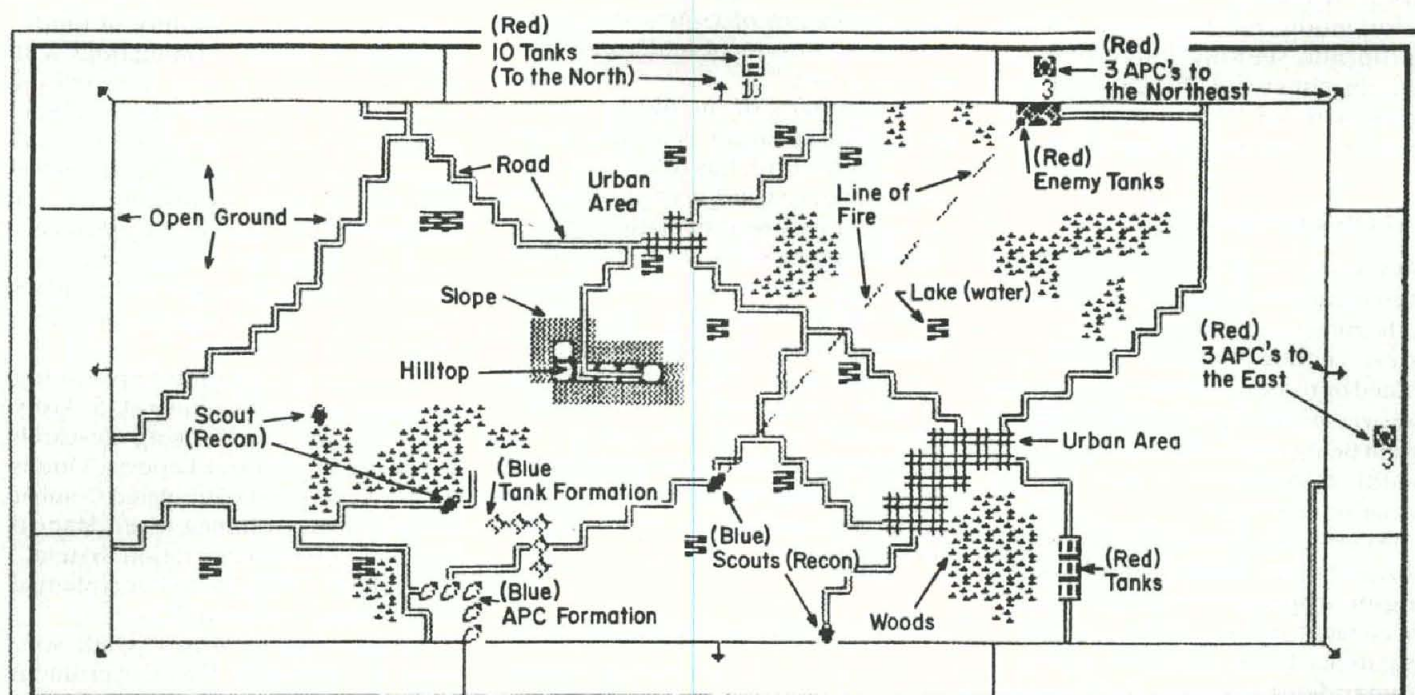 (Red)
10 Tanks
(To the North)
10
3
(Red)
3 APC's to
the Northeast
Road
Urban
Area
Line of
Fire
(Red)
Enemy Tanks
Open Ground
Slope
Lake (water)
(Red)
3 APC's to
the East
3
Hilltop
Scout
(Recon)
(Blue
Tank Formation
Urban Area
(Blue)
Scouts (Recon)
(Red)
Tanks
(Blue)
APC Formation
Woods